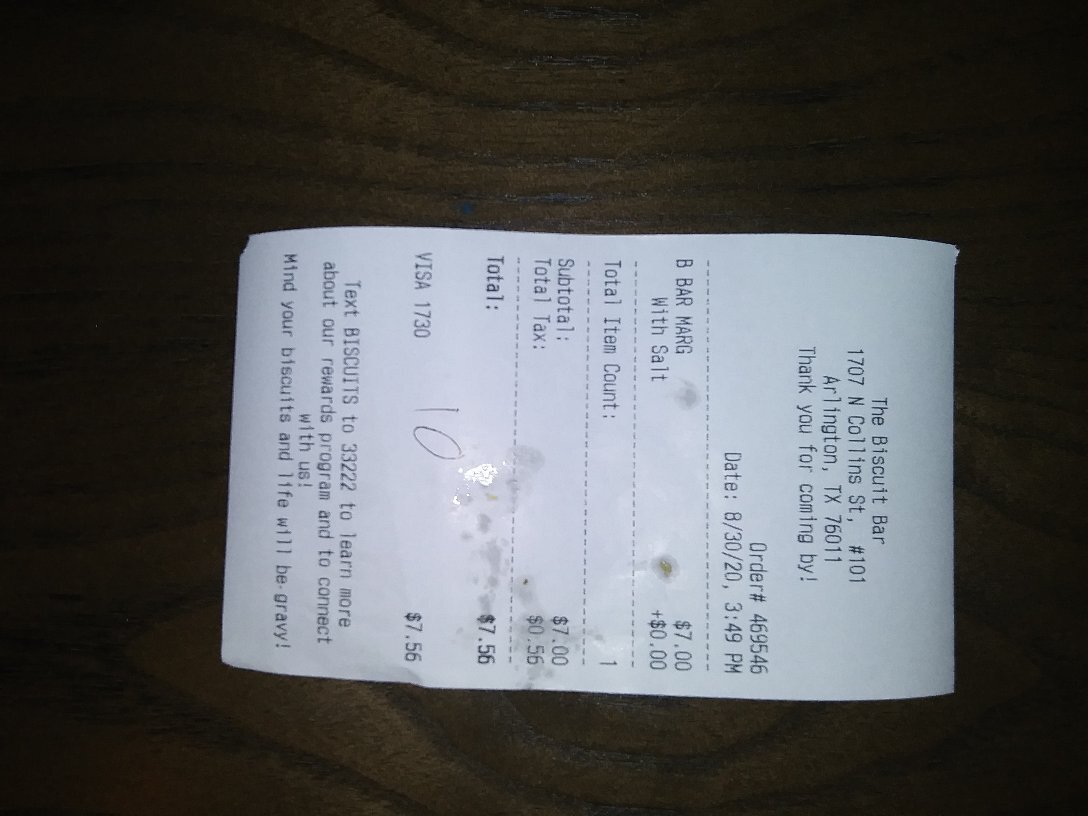 The Biscuit Bar
1707 N Collins St, #101
Arlington, TX 76011
Thank you for coming by!
Order# 469546
Date: 8/30/20, 3:49 PM
B BAR MARG $7.00
With Salt +$0.00
Total Item Count: 1
Subtotal: $7.00
Total Tax: $0.56
Total: $7.56
VISA 1730 $7.56
10
Text BISCUITS to 33222 to learn more
about our rewards program and to connect
with us!
Mind your biscuits and life will be gravy!